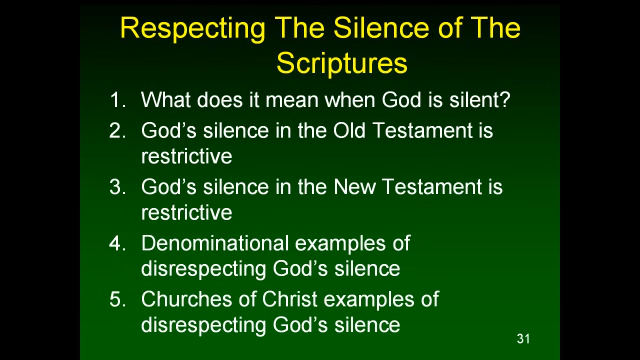 Respecting The Silence of The
Scriptures
1. What does it mean when God is silent?
2. God's silence in the Old Testament is
restrictive
3. God's silence in the New Testament is
restrictive
4. Denominational examples of
disrespecting God's silence
5. Churches of Christ examples of
disrespecting God's silence
31